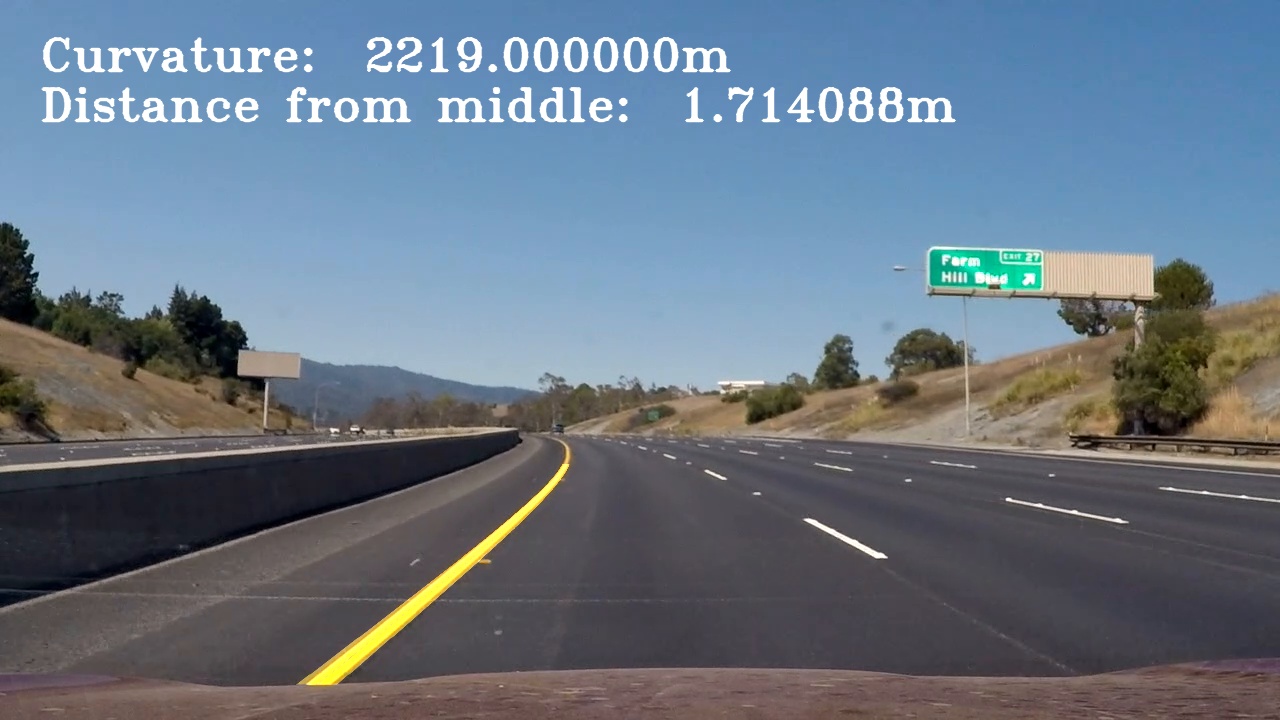 Curvature: 2219.000000m
Distance from middle: 1.714088m
EXIT 27
Farm
Hill Blvd